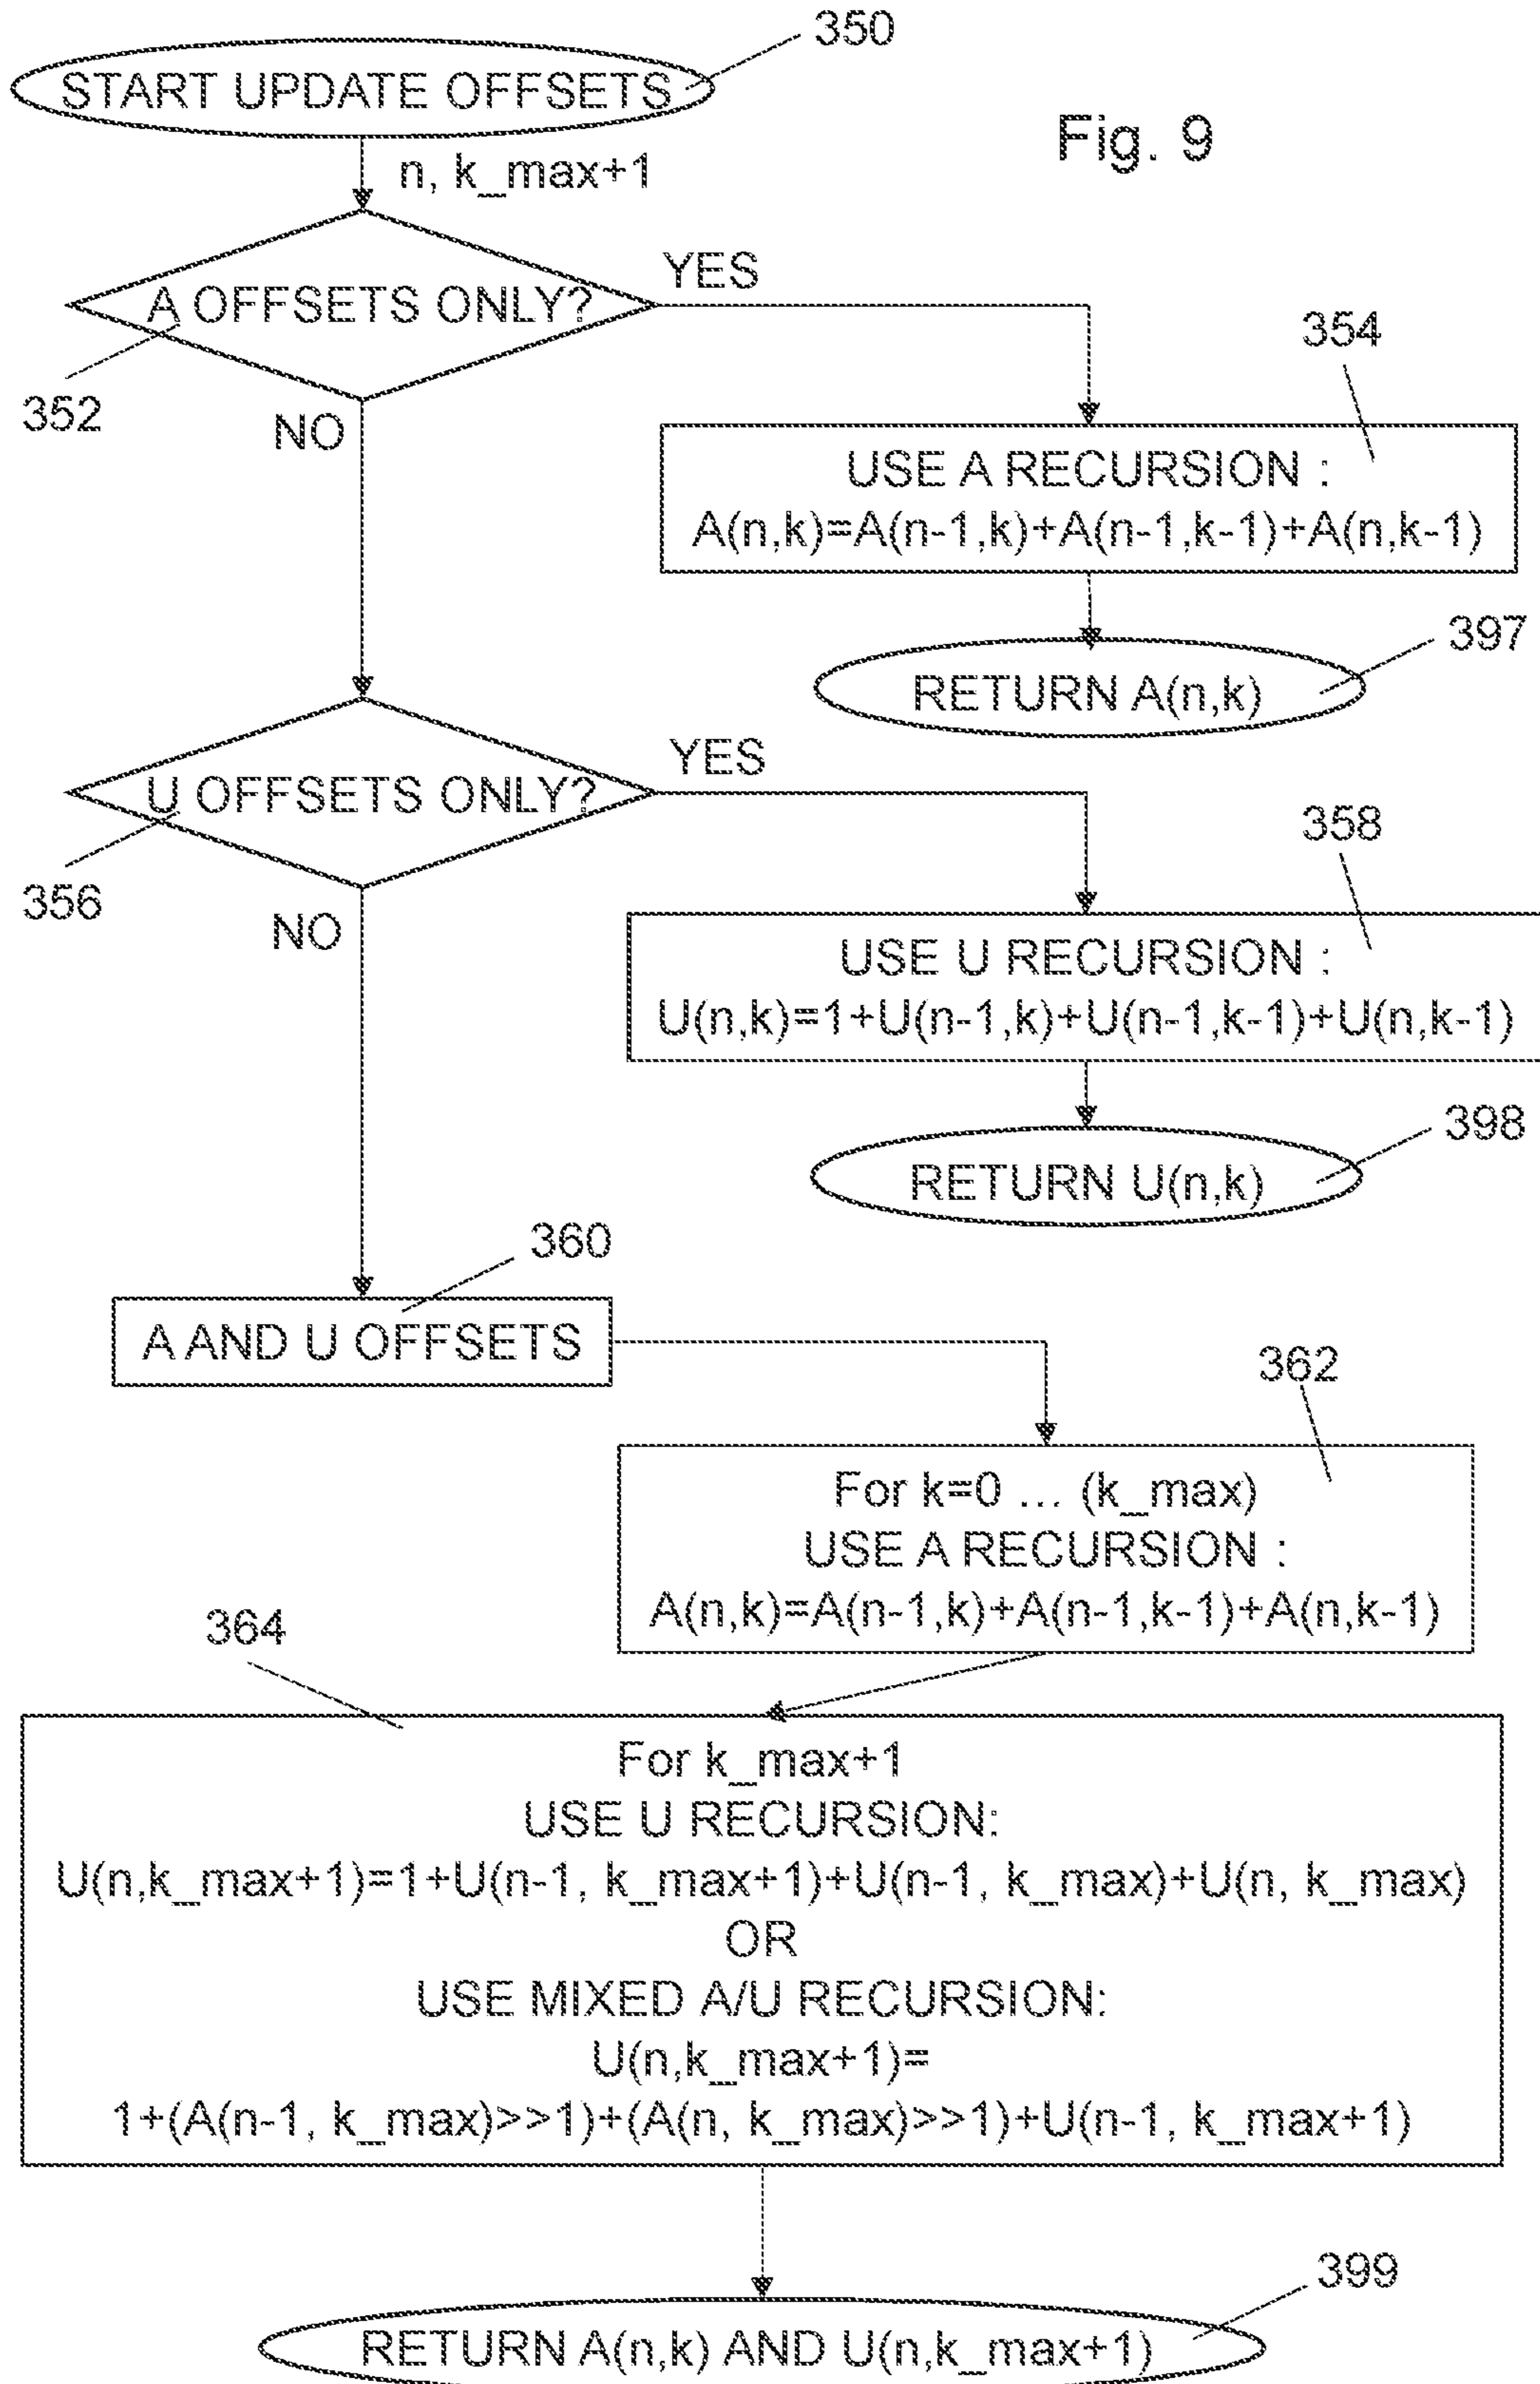 350
START UPDATE OFFSETS
Fig. 9
n, k_max+1
A OFFSETS ONLY?
YES
352
NO
354
USE A RECURSION :
A(n,k)=A(n-1,k)+A(n-1,k-1)+A(n,k-1)
397
RETURN A(n,k)
U OFFSETS ONLY?
YES
356
NO
358
USE U RECURSION :
U(n,k)=1+U(n-1,k)+U(n-1,k-1)+U(n,k-1)
398
RETURN U(n,k)
360
A AND U OFFSETS
362
For k=0 ... (k_max)
USE A RECURSION :
A(n,k)=A(n-1,k)+A(n-1,k-1)+A(n,k-1)
364
For k_max+1
USE U RECURSION:
U(n,k_max+1)=1+U(n-1, k_max+1)+U(n-1, k_max)+U(n, k_max)
OR
USE MIXED A/U RECURSION:
U(n,k_max+1)=
1+(A(n-1, k_max)>>1)+(A(n, k_max)>>1)+U(n-1, k_max+1)
399
RETURN A(n,k) AND U(n,k_max+1)